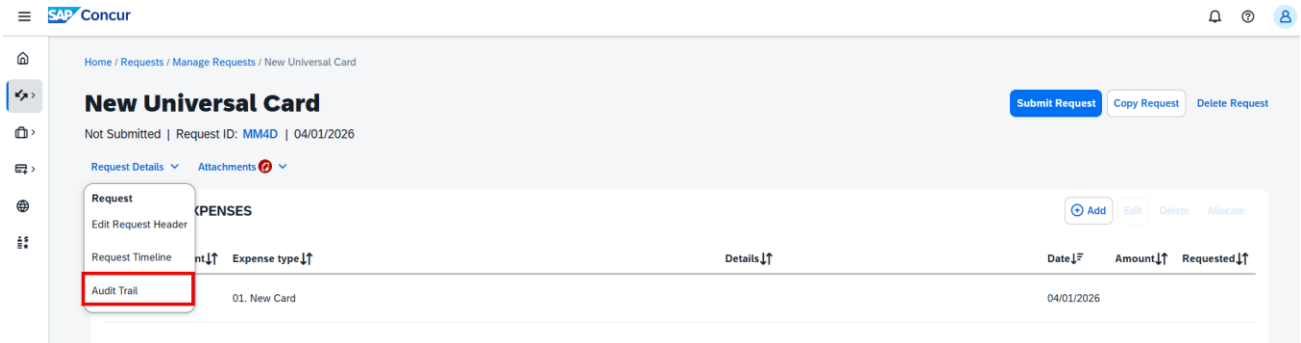 SAP Concur
Home / Requests / Manage Requests / New Universal Card
New Universal Card
Submit Request Copy Request Delete Request
Not Submitted | Request ID: MM4D | 04/01/2026
Request Details Attachments
Request
Edit Request Header
Request Timeline
Audit Trail
XPENSES
Add Edit Delete Allocate
nt Expense type Details Date Amount Requested
01. New Card 04/01/2026